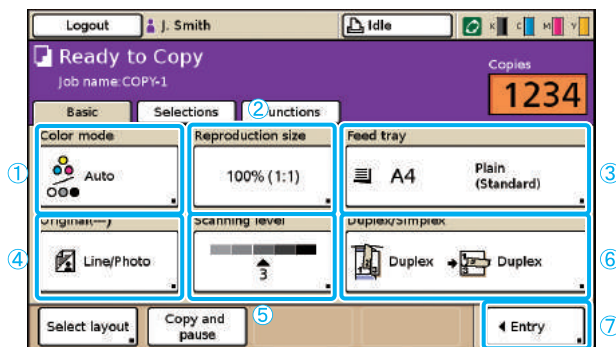 Logout J. Smith Idle K C M Y
Ready to Copy
Job name:COPY-1
Copies
1234
Basic Selections ② Functions
Color mode Reproduction size Feed tray
① Auto 100% (1:1) A4 Plain (Standard) ③
Original(—) Scanning level Duplex/Simplex
④ Line/Photo 3 Duplex Duplex ⑥
Select layout Copy and pause ⑤ Entry ⑦